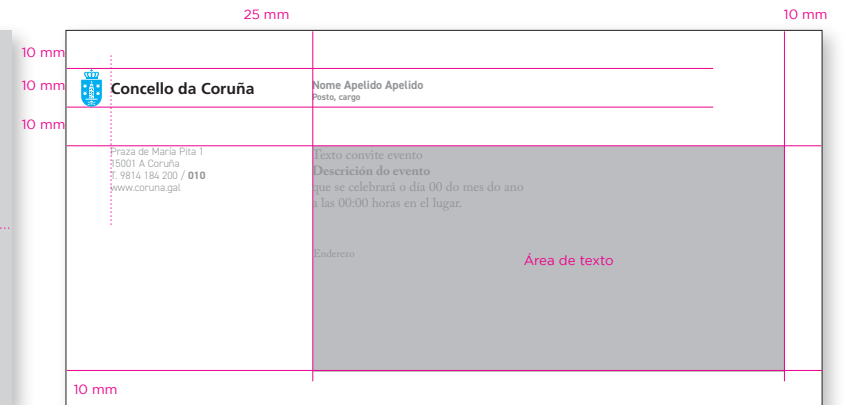 25 mm
10 mm
10 mm
10 mm
10 mm
Concello da Coruña
Nome Apelido Apelido
Posto, cargo
Praza de María Pita 1
15001 A Coruña
T. 9814 184 200 / 010
www.coruna.gal
Texto convite evento
Descrición do evento
que se celebrará o día 00 do mes do ano
a las 00:00 horas en el lugar.
Enderezo
Área de texto
10 mm